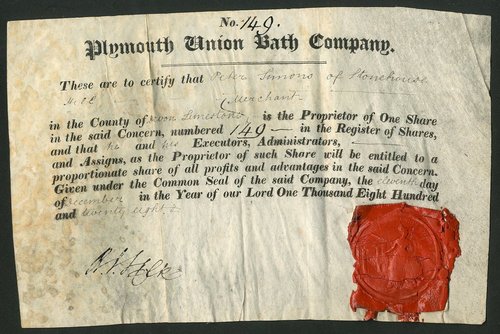 No. 149.
Plymouth Union Bath Company.
These are to certify that Peter Simons of Stonehouse
Merchant
in the County of is the Proprietor of One Share
in the said Concern, numbered 149 in the Register of Shares,
and that he and his Executors, Administrators,
and Assigns, as the Proprietor of such Share will be entitled to a
proportionate share of all profits and advantages in the said Concern.
Given under the Common Seal of the said Company, the eleventh day
of December in the Year of our Lord One Thousand Eight Hundred
and twenty eight